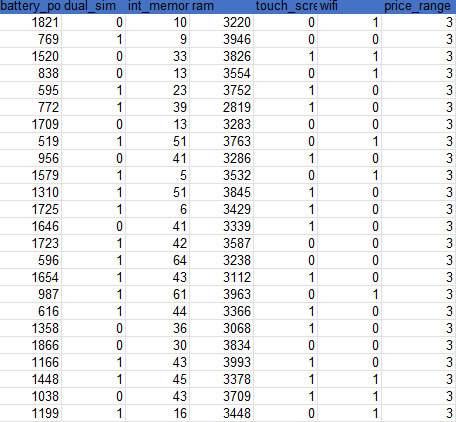 battery_po dual_sim int_memor ram touch_scre wifi price_range
1821 0 10 3220 0 1 3
769 1 9 3946 0 0 3
1520 0 33 3826 1 1 3
838 0 13 3554 0 1 3
595 1 23 3752 1 0 3
772 1 39 2819 1 0 3
1709 0 13 3283 0 0 3
519 1 51 3763 0 1 3
956 0 41 3286 1 0 3
1579 1 5 3532 0 1 3
1310 1 51 3845 1 0 3
1725 1 6 3429 1 0 3
1646 0 41 3339 1 0 3
1723 1 42 3587 0 0 3
596 1 64 3238 0 0 3
1654 1 43 3112 1 0 3
987 1 61 3963 0 1 3
616 1 44 3366 1 0 3
1358 0 36 3068 1 0 3
1866 0 30 3834 0 0 3
1166 1 43 3993 1 0 3
1448 1 45 3378 1 1 3
1038 0 43 3709 1 1 3
1199 1 16 3448 0 1 3